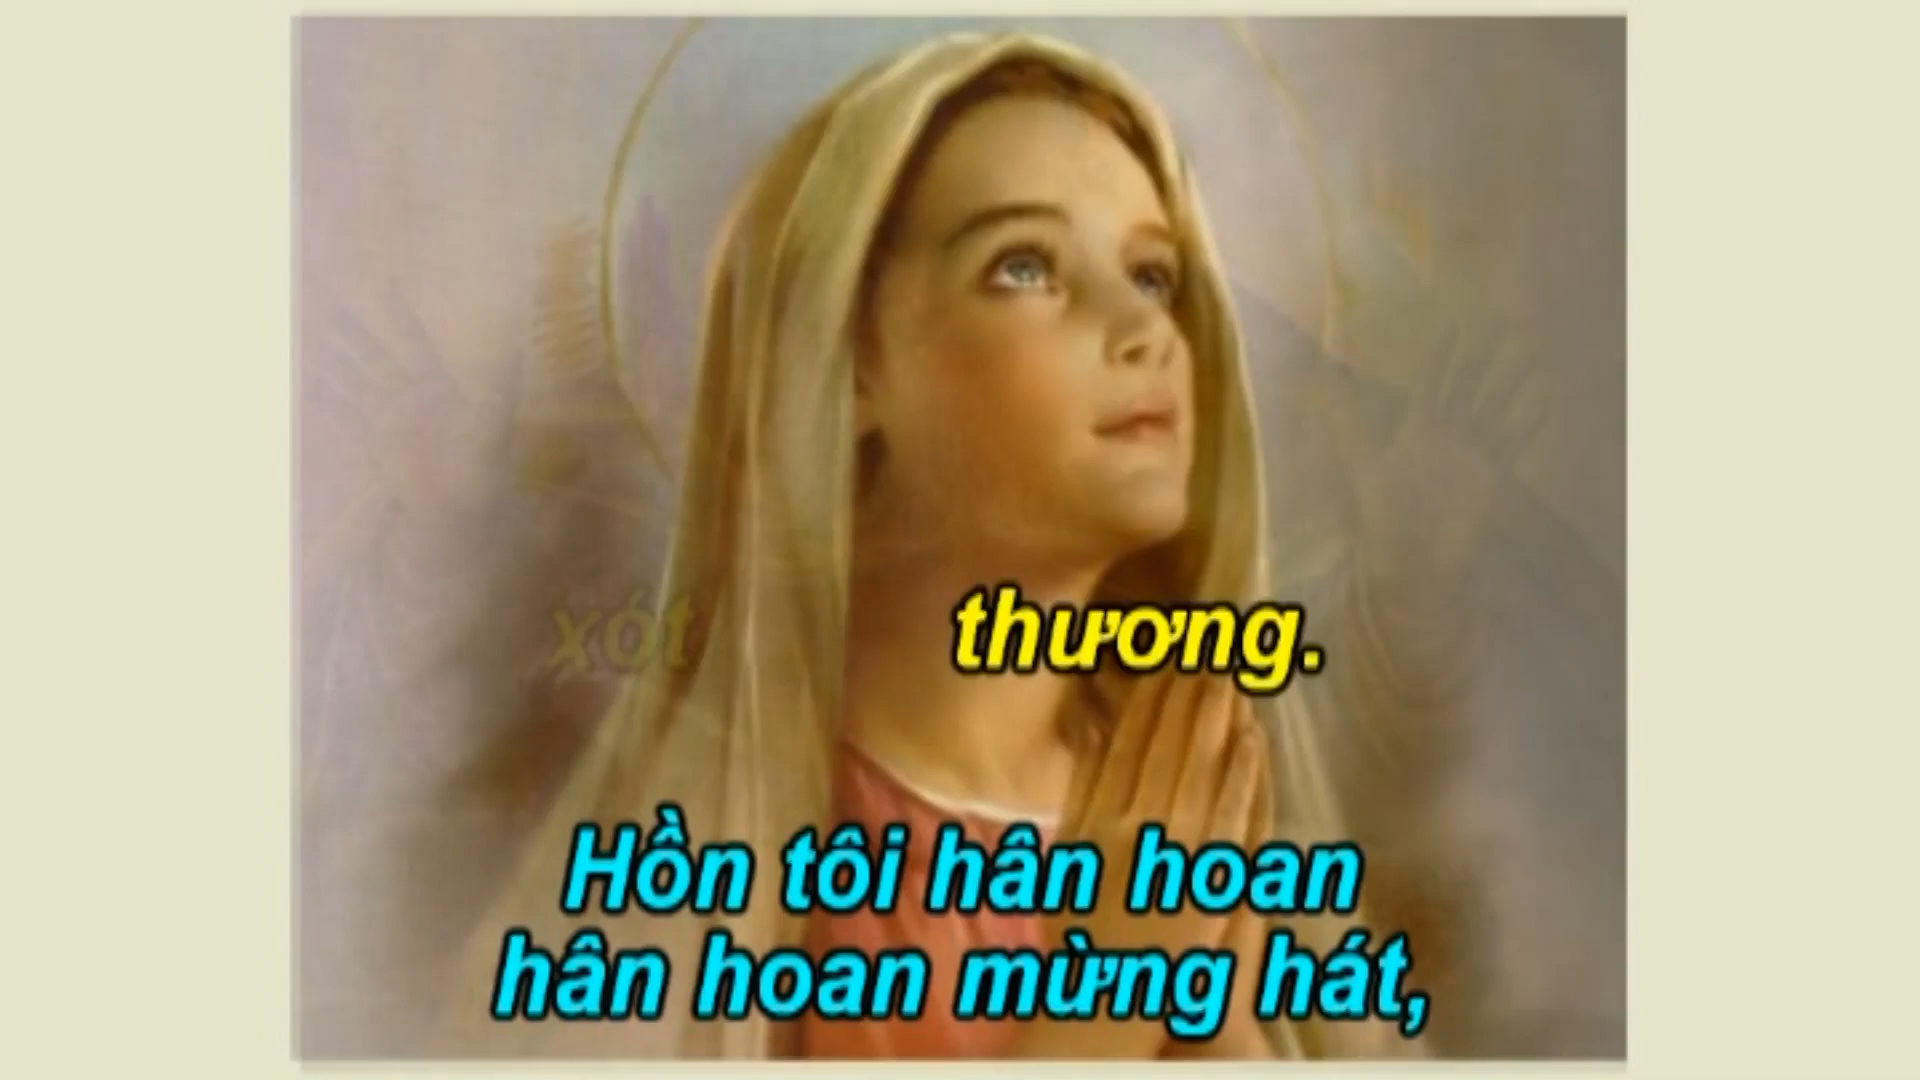 xót thương.
Hồn tôi hân hoan
hân hoan mừng hát,